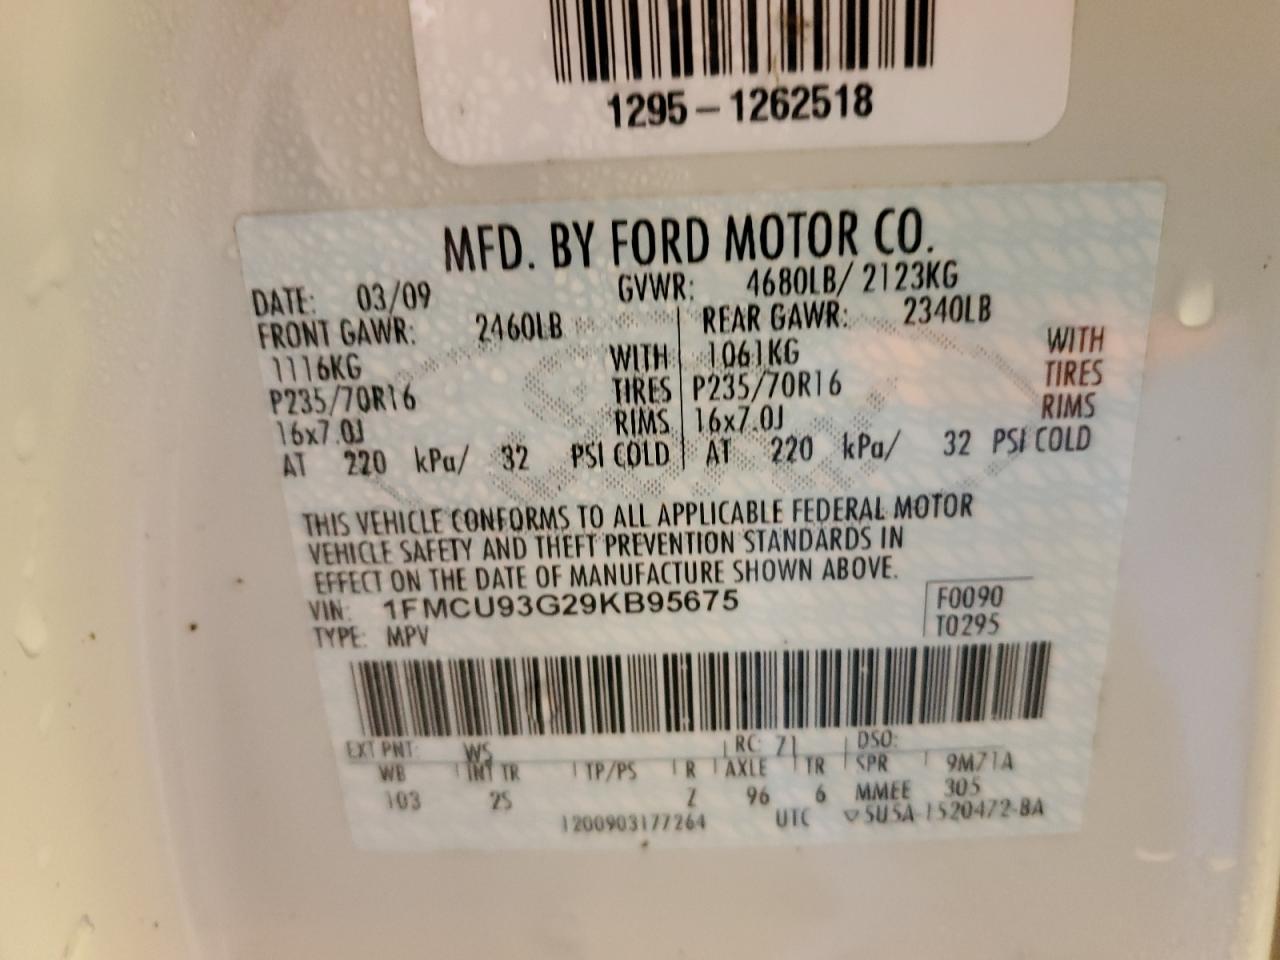 1295-1262518
MFD. BY FORD MOTOR CO.
DATE: 03/09 GVWR: 4680LB/ 2123KG
FRONT GAWR: 2460LB REAR GAWR: 2340LB
1116KG WITH 1061KG WITH
P235/70R16 TIRES P235/70R16 TIRES
16x7.0J RIMS 16x7.0J RIMS
AT 220 kPa/ 32 PSI COLD AT 220 kPa/ 32 PSI COLD
THIS VEHICLE CONFORMS TO ALL APPLICABLE FEDERAL MOTOR
VEHICLE SAFETY AND THEFT PREVENTION STANDARDS IN
EFFECT ON THE DATE OF MANUFACTURE SHOWN ABOVE.
VIN: 1FMCU93G29KB95675 F0090
TYPE: MPV T0295
EXT PNT: WS RC: 71 DSO:
WB INT TR TP/PS R AXLE TR SPR 9M71A
103 2S Z 96 6 MMEE 305
1200903177264 UTC ▽5U5A-1520472-BA